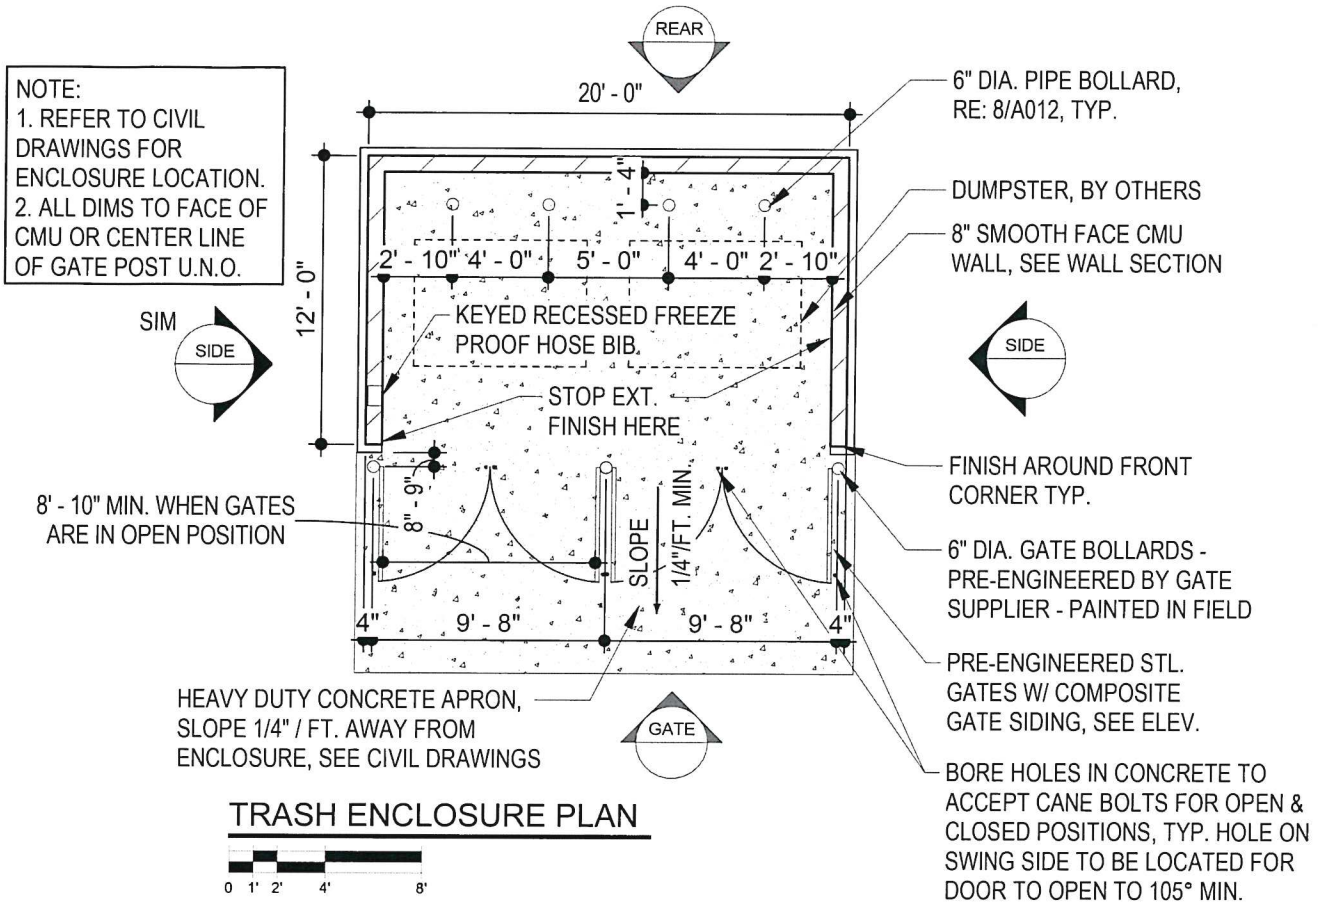 REAR
20' - 0"
NOTE:
1. REFER TO CIVIL
DRAWINGS FOR
ENCLOSURE LOCATION.
2. ALL DIMS TO FACE OF
CMU OR CENTER LINE
OF GATE POST U.N.O.
6" DIA. PIPE BOLLARD,
RE: 8/A012, TYP.
DUMPSTER, BY OTHERS
8" SMOOTH FACE CMU
WALL, SEE WALL SECTION
1' - 4"
2' - 10"
4' - 0"
5' - 0"
4' - 0"
2' - 10"
12' - 0"
SIM
SIDE
SIDE
KEYED RECESSED FREEZE
PROOF HOSE BIB.
STOP EXT.
FINISH HERE
FINISH AROUND FRONT
CORNER TYP.
8' - 10" MIN. WHEN GATES
ARE IN OPEN POSITION
8" - 9"
SLOPE
1/4"/FT. MIN.
6" DIA. GATE BOLLARDS -
PRE-ENGINEERED BY GATE
SUPPLIER - PAINTED IN FIELD
4"
9' - 8"
9' - 8"
4"
PRE-ENGINEERED STL.
GATES W/ COMPOSITE
GATE SIDING, SEE ELEV.
HEAVY DUTY CONCRETE APRON,
SLOPE 1/4" / FT. AWAY FROM
ENCLOSURE, SEE CIVIL DRAWINGS
GATE
BORE HOLES IN CONCRETE TO
ACCEPT CANE BOLTS FOR OPEN &
CLOSED POSITIONS, TYP. HOLE ON
SWING SIDE TO BE LOCATED FOR
DOOR TO OPEN TO 105° MIN.
TRASH ENCLOSURE PLAN
0 1' 2' 4' 8'